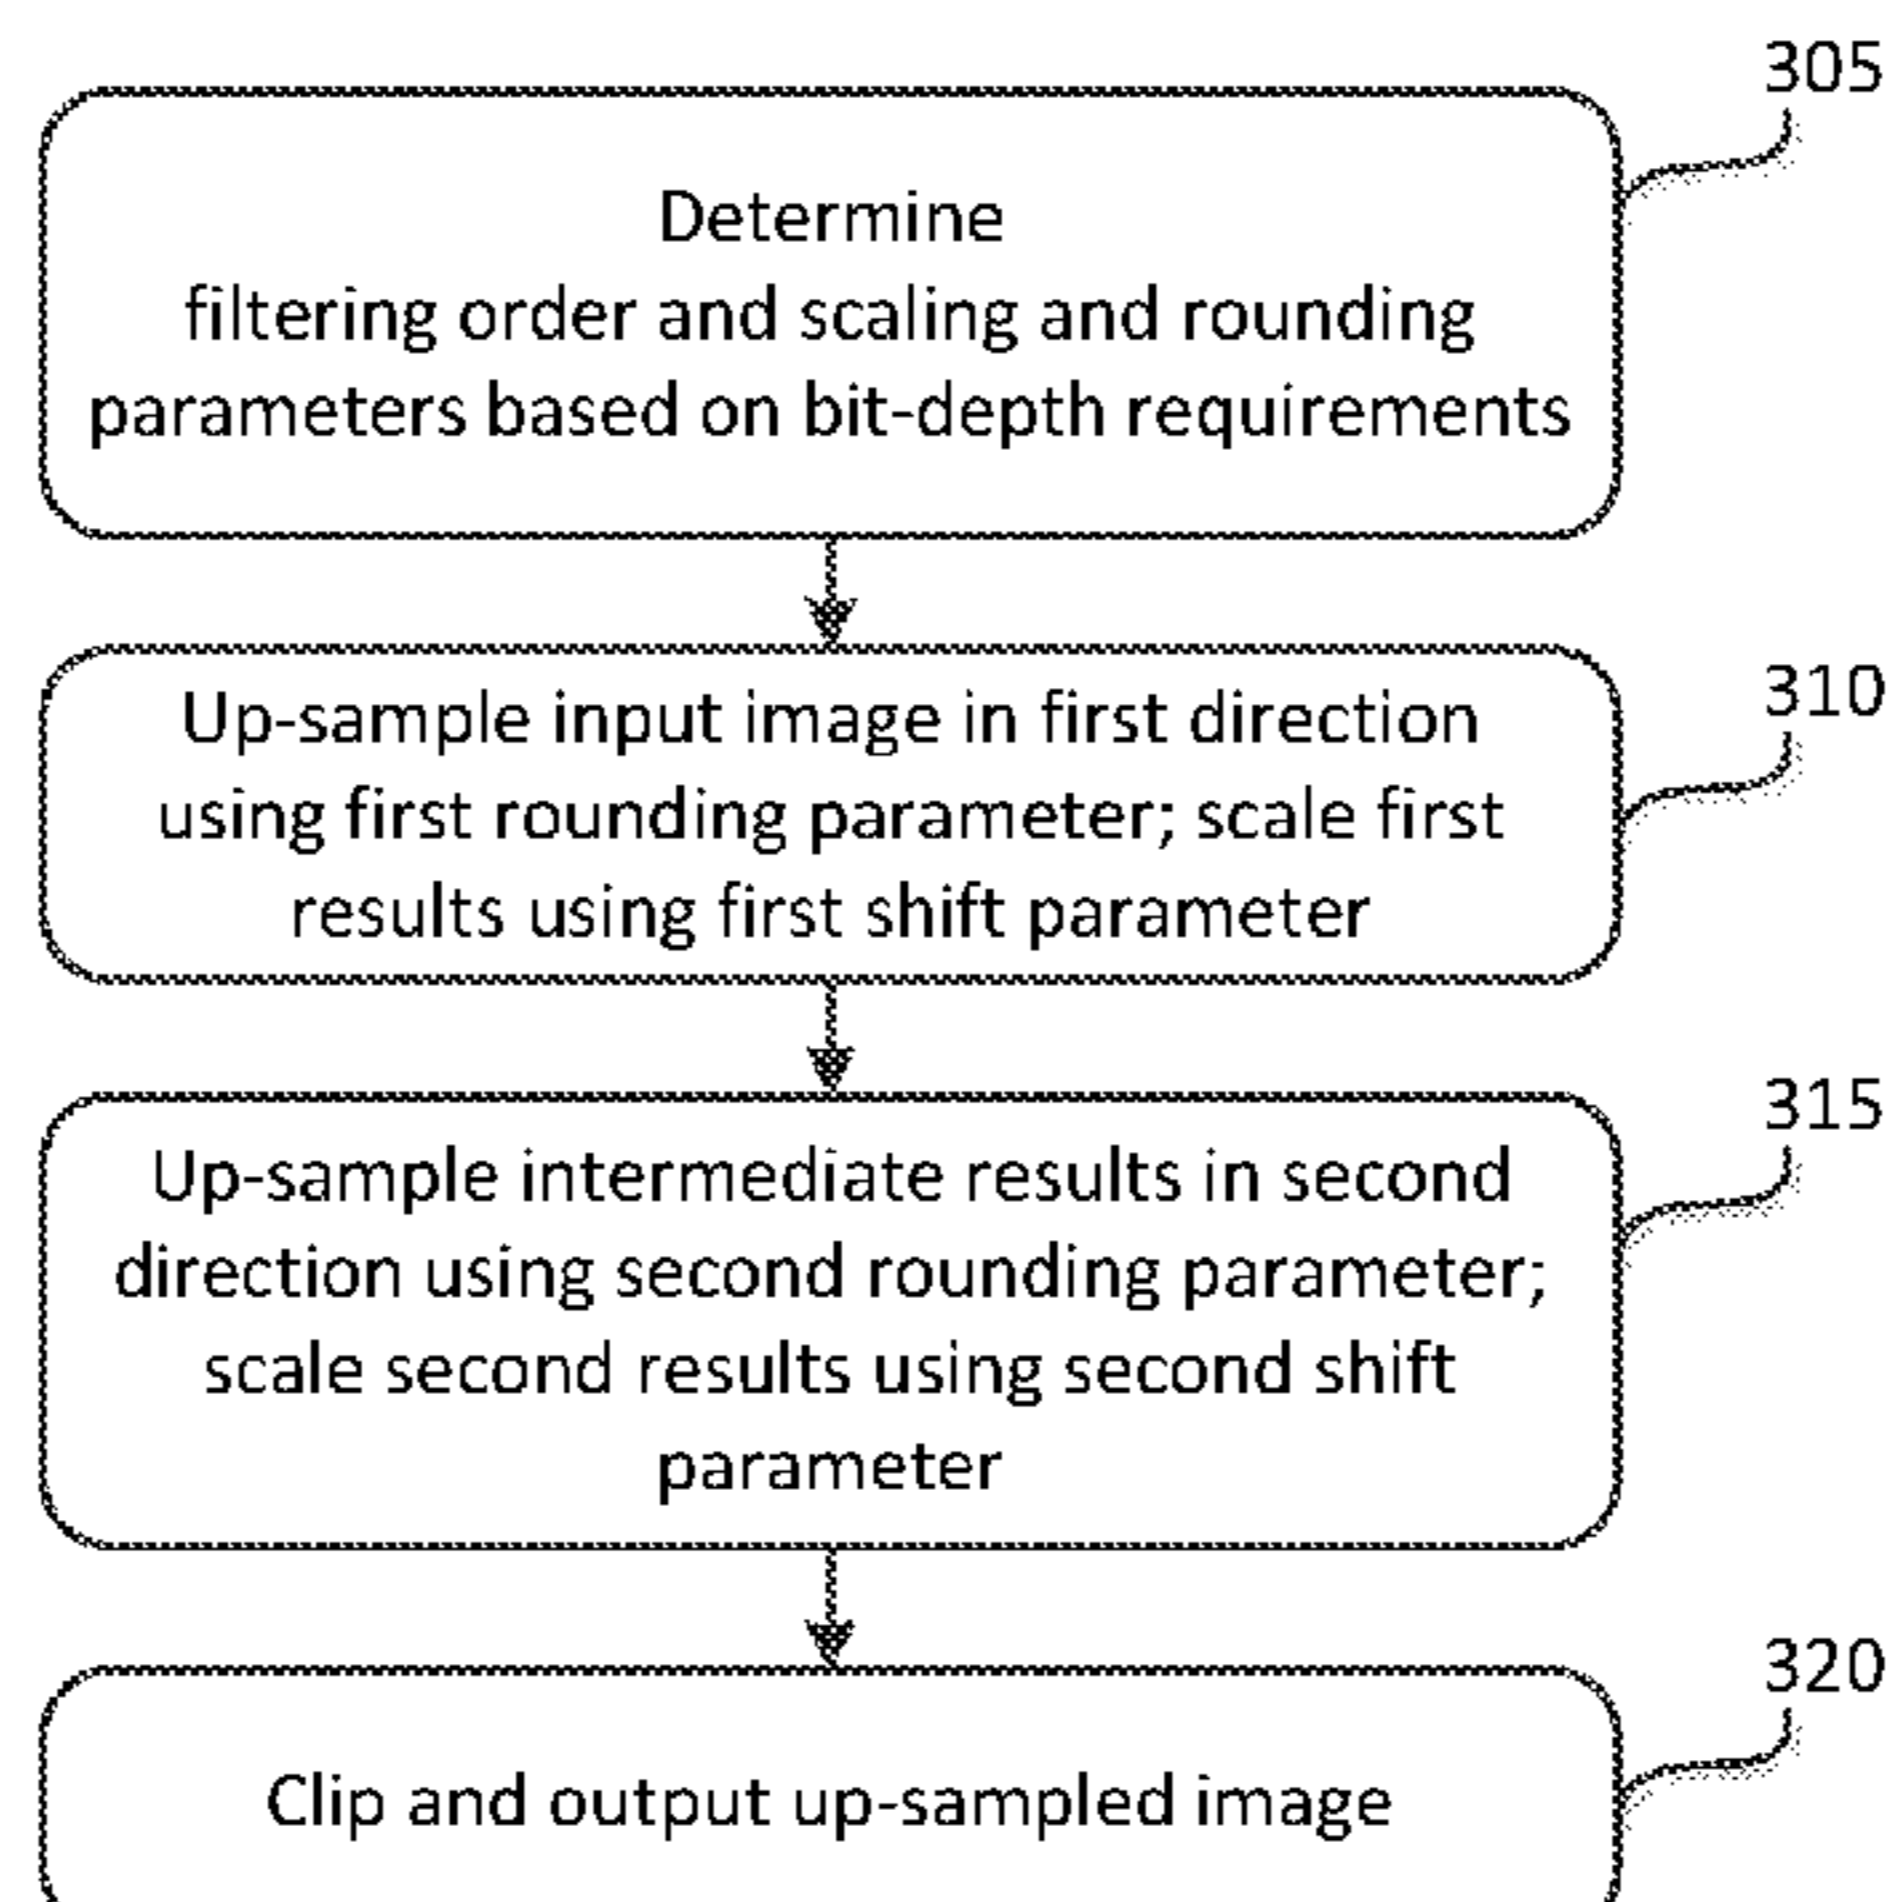 305
Determine
filtering order and scaling and rounding
parameters based on bit-depth requirements
310
Up-sample input image in first direction
using first rounding parameter; scale first
results using first shift parameter
315
Up-sample intermediate results in second
direction using second rounding parameter;
scale second results using second shift
parameter
320
Clip and output up-sampled image